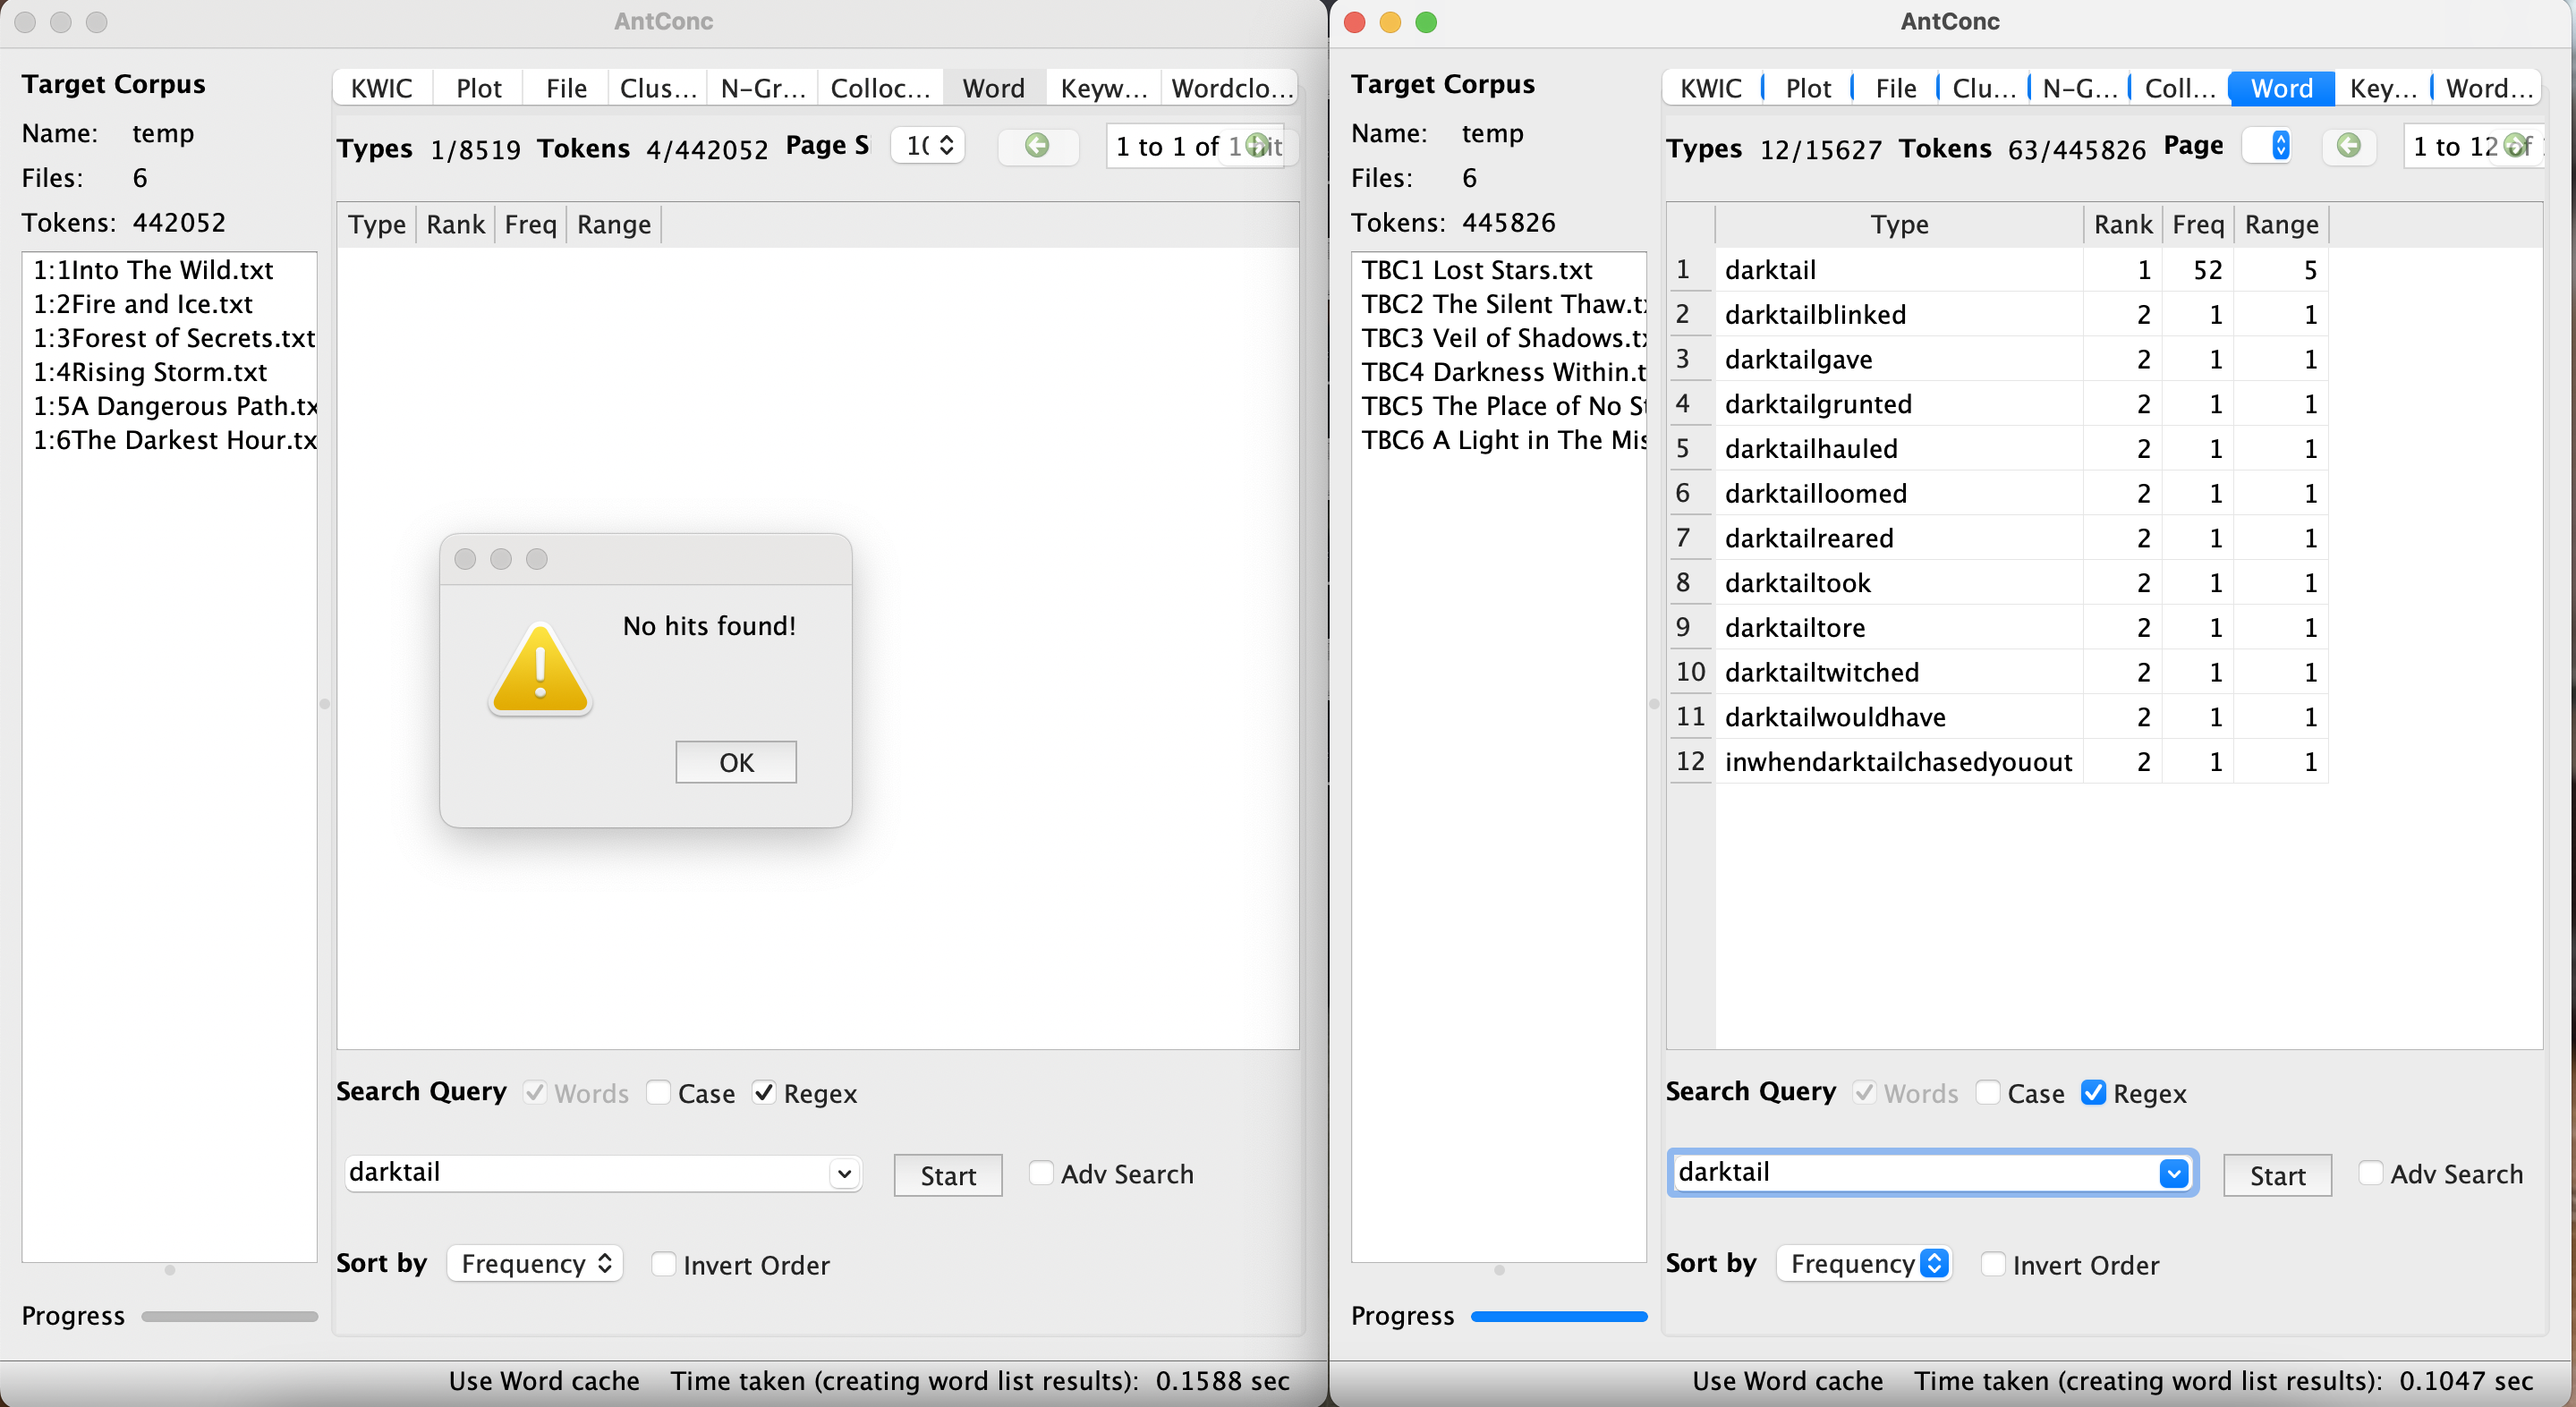 AntConc
Target Corpus
Name: temp
Files: 6
Tokens: 442052
1:1Into The Wild.txt
1:2Fire and Ice.txt
1:3Forest of Secrets.txt
1:4Rising Storm.txt
1:5A Dangerous Path.tx
1:6The Darkest Hour.tx
Progress
KWIC Plot File Clus... N-Gr... Colloc... Word Keyw... Wordclo...
Types 1/8519 Tokens 4/442052 Page S 10 1 to 1 of 1 hit
Type Rank Freq Range
No hits found!
OK
Search Query Words Case Regex
darktail Start Adv Search
Sort by Frequency Invert Order
Use Word cache Time taken (creating word list results): 0.1588 sec
AntConc
Target Corpus
Name: temp
Files: 6
Tokens: 445826
TBC1 Lost Stars.txt
TBC2 The Silent Thaw.tx
TBC3 Veil of Shadows.tx
TBC4 Darkness Within.t
TBC5 The Place of No St
TBC6 A Light in The Mis
Progress
KWIC Plot File Clu... N-G... Coll... Word Key... Word...
Types 12/15627 Tokens 63/445826 Page 1 to 12 of
Type Rank Freq Range
1 darktail 1 52 5
2 darktailblinked 2 1 1
3 darktailgave 2 1 1
4 darktailgrunted 2 1 1
5 darktailhauled 2 1 1
6 darktailloomed 2 1 1
7 darktailreared 2 1 1
8 darktailtook 2 1 1
9 darktailtore 2 1 1
10 darktailtwitched 2 1 1
11 darktailwouldhave 2 1 1
12 inwhendarktailchasedyouout 2 1 1
Search Query Words Case Regex
darktail Start Adv Search
Sort by Frequency Invert Order
Use Word cache Time taken (creating word list results): 0.1047 sec